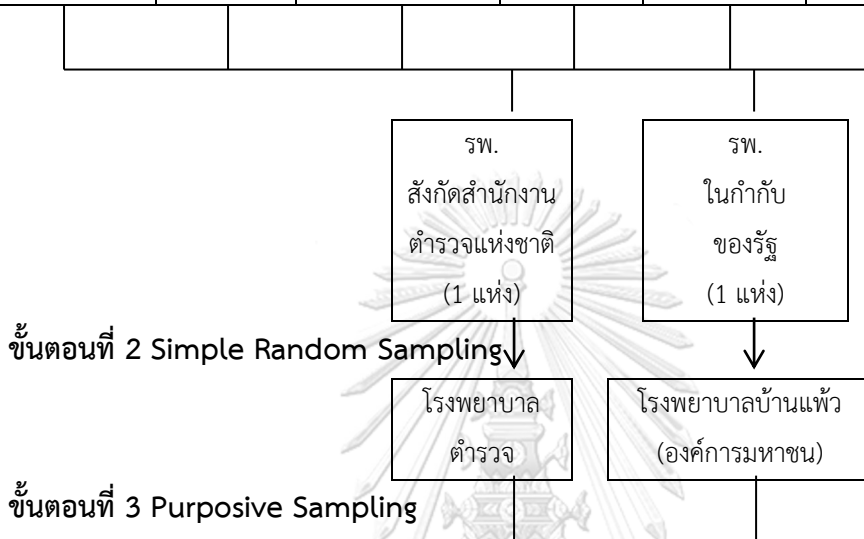 รพ.
สังกัดสำนักงาน
ตำรวจแห่งชาติ
(1 แห่ง)
รพ.
ในกำกับ
ของรัฐ
(1 แห่ง)
ขั้นตอนที่ 2 Simple Random Sampling
โรงพยาบาล
ตำรวจ
โรงพยาบาลบ้านแพ้ว
(องค์การมหาชน)
ขั้นตอนที่ 3 Purposive Sampling